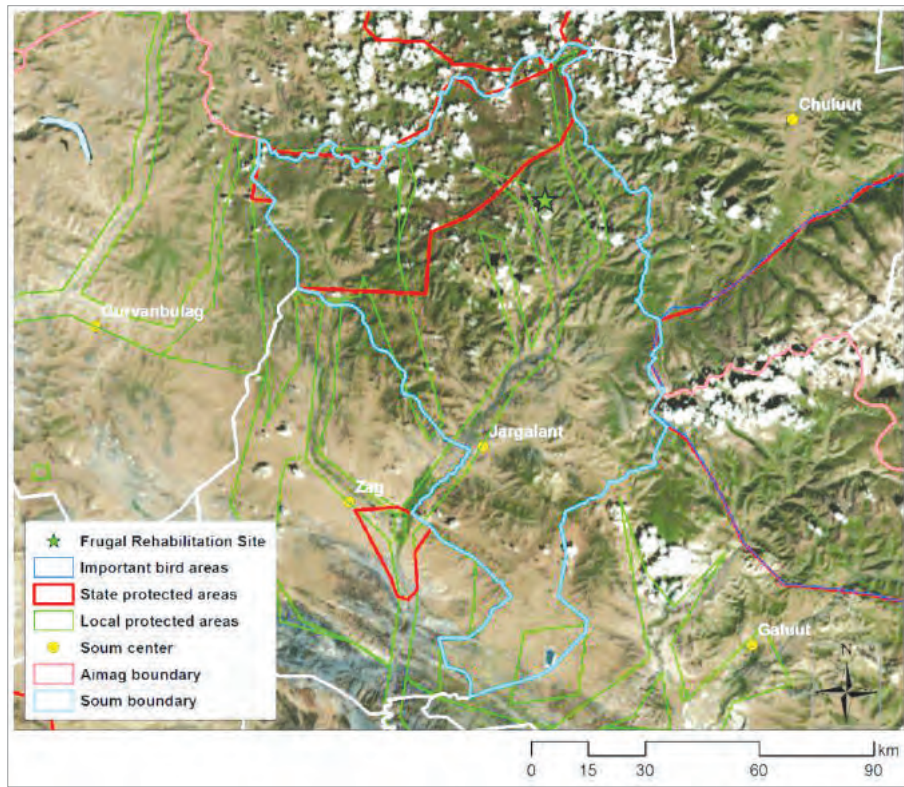 Chuluut
Gurvanbulag
Jargalant
Zag
Galuut
N
Frugal Rehabilitation Site
Important bird areas
State protected areas
Local protected areas
Soum center
Aimag boundary
Soum boundary
km
0 15 30 60 90